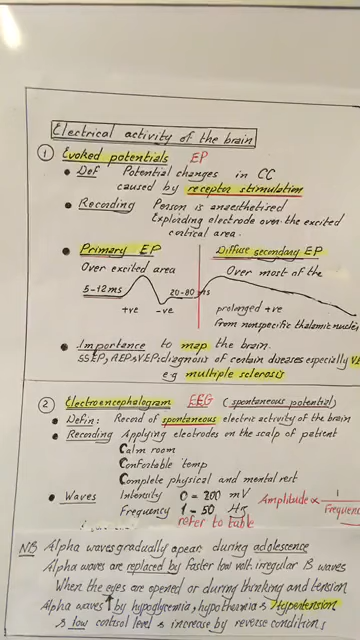 Electrical activity of the brain
① Evoked potentials EP
• Def Potential changes in CC
caused by receptor stimulation
• Recording Person is anaesthetised
Exploading electrode over the excited
cortical area.
• Primary EP • Diffuse secondary EP
Over excited area Over most of the
5-12 ms 20-80 ms
+ve -ve prolonged +ve
from nonspecific thalamic nuclei
• Importance to map the brain.
SSEP, AEP & VEP: diagnosis of certain diseases especially VE
e.g multiple sclerosis
② Electroencephalogram EEG (spontaneous potential)
• Defin: Record of spontaneous electric activity of the brain
• Recording Applying electrodes on the scalp of patient
Calm room
Confortable temp
Complete physical and mental rest
• Waves Intensity 0 = 200 mV Amplitude ∝ 1
Frequency 1 - 50 Hz Frequenc
refer to table
NB Alpha waves gradually apear during adolescence
Alpha waves are replaced by faster low volt. irregular B waves
When the eyes are opened or during thinking and tension
Alpha waves ↑ by hypoglycemia, hypothermia Hypertension
& low cortisol level & increase by reverse conditions